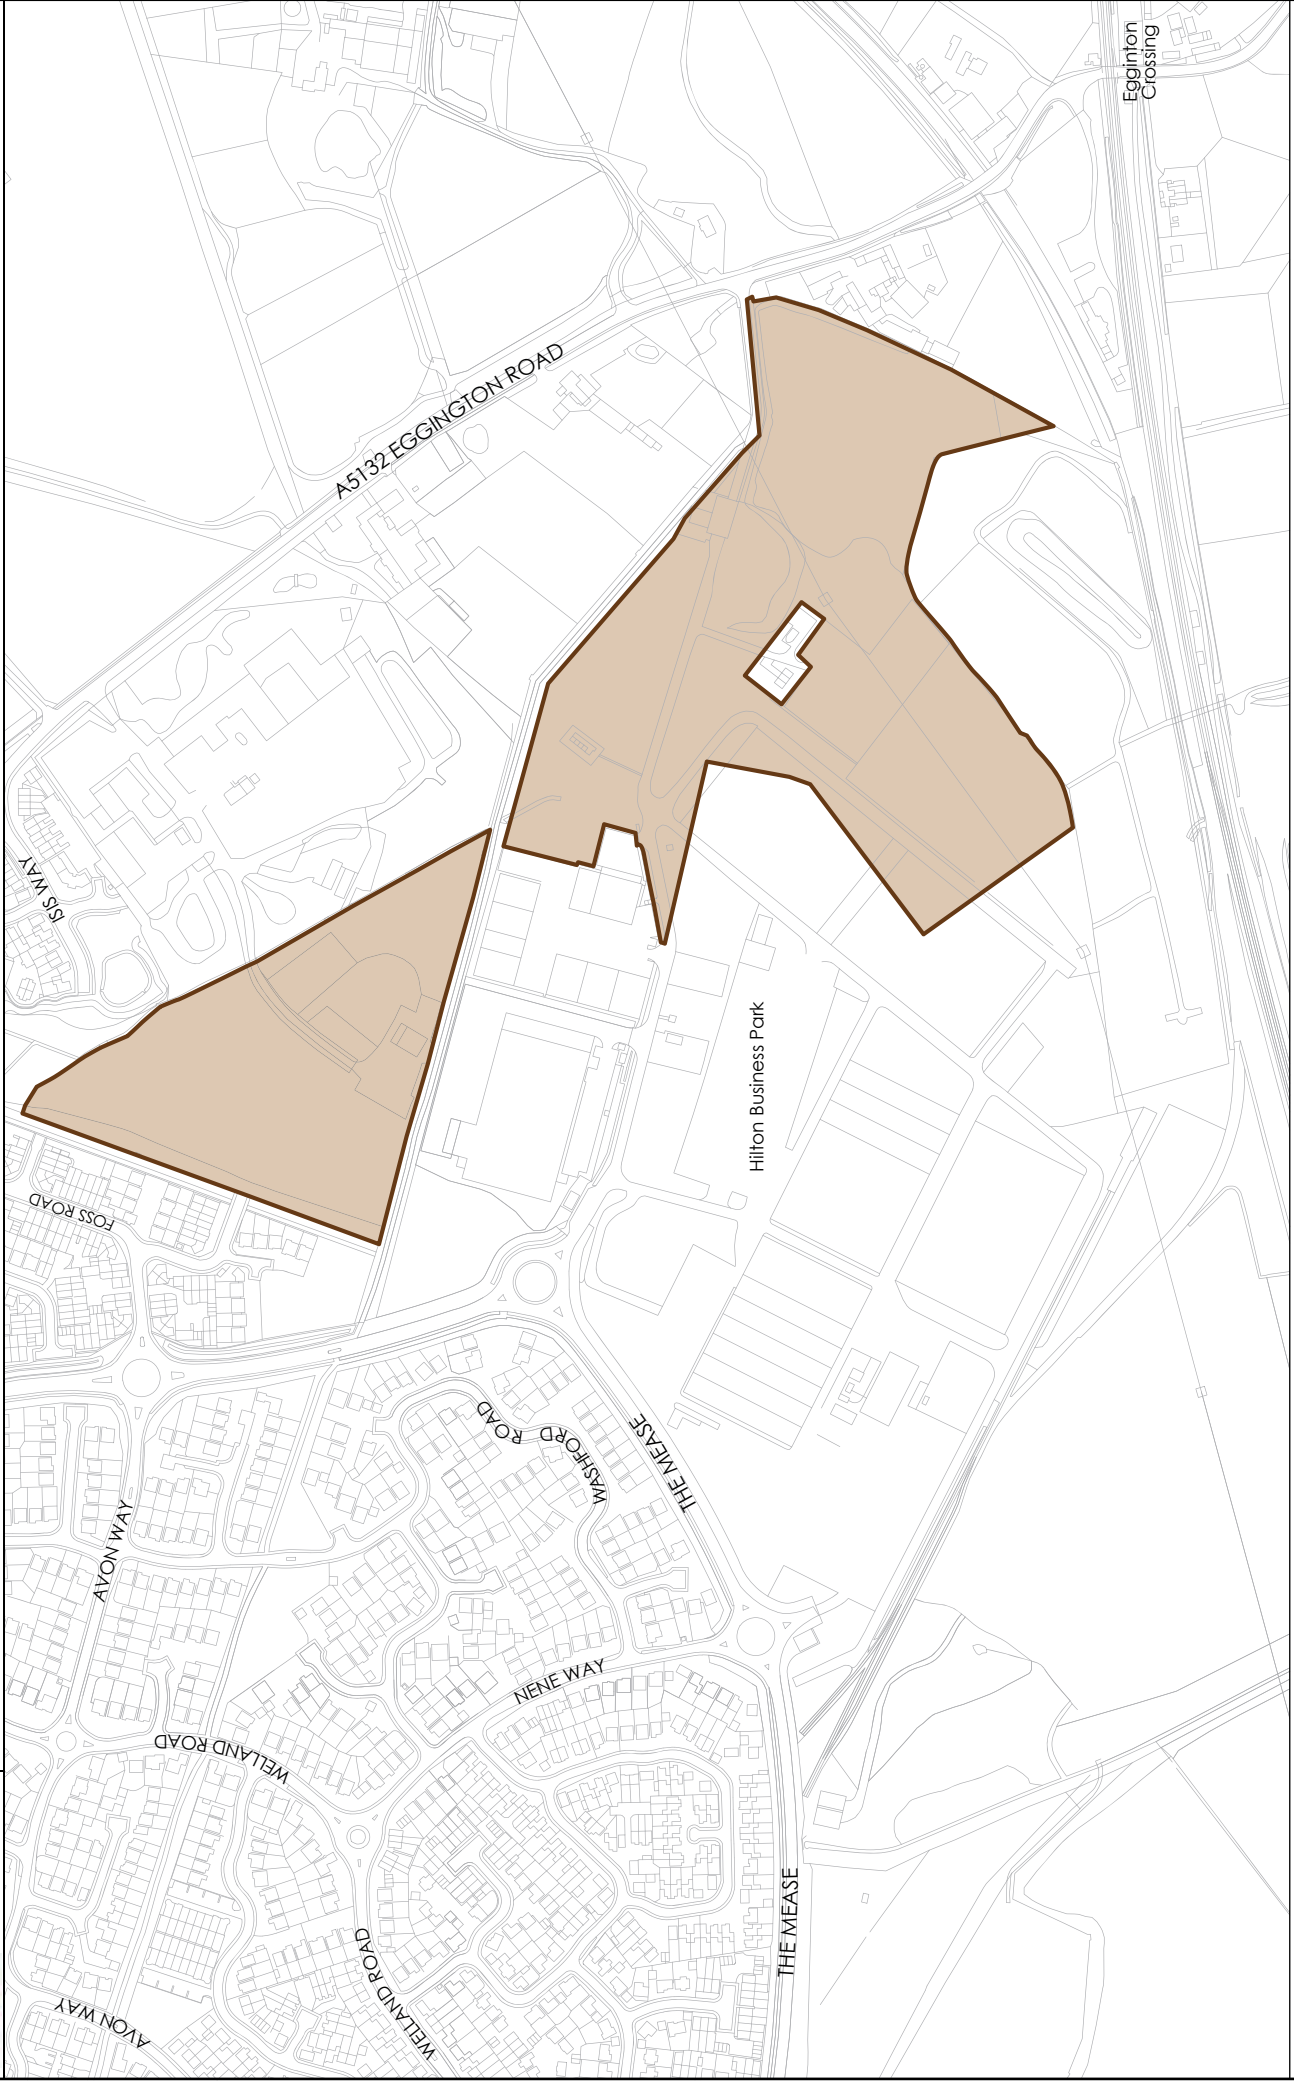 Egginton
Crossing
A5132 EGGINGTON ROAD
ISIS WAY
Hilton Business Park
FOSS ROAD
WASHFORD ROAD
THE MEASE
AVON WAY
NENE WAY
WELLAND ROAD
THE MEASE
WELLAND ROAD
AVON WAY